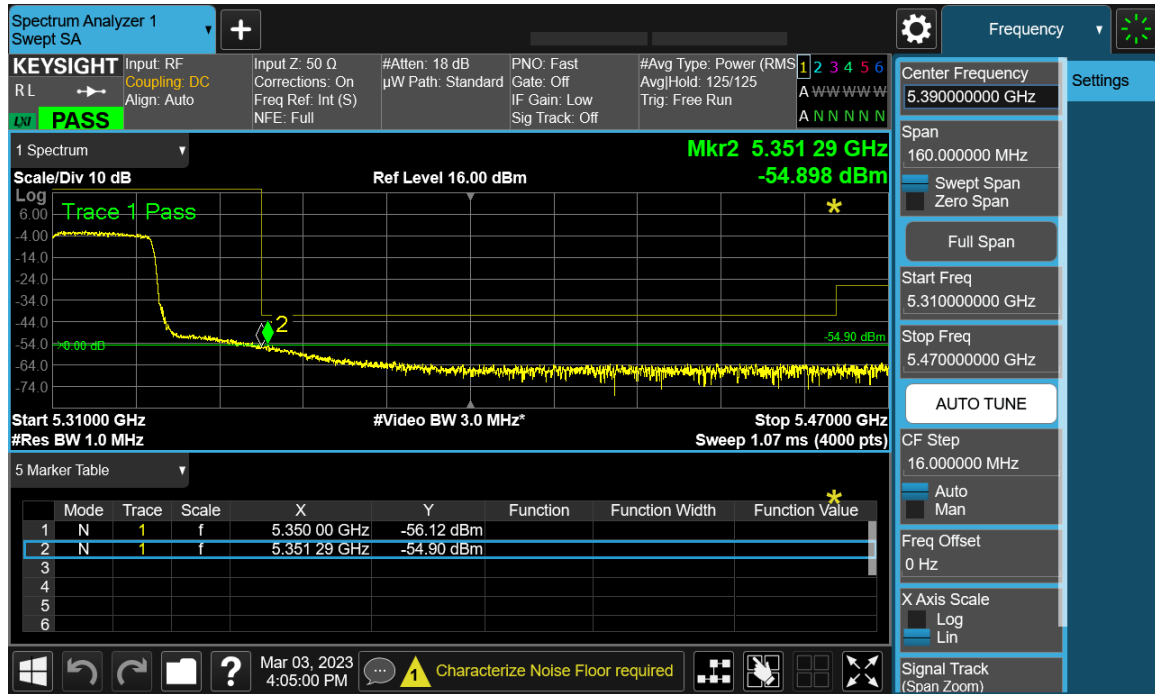 Spectrum Analyzer 1
Swept SA
Frequency
KEYSIGHT
RL
LXI PASS
Input: RF
Coupling: DC
Align: Auto
Input Z: 50 Ω
Corrections: On
Freq Ref: Int (S)
NFE: Full
#Atten: 18 dB
µW Path: Standard
PNO: Fast
Gate: Off
IF Gain: Low
Sig Track: Off
#Avg Type: Power (RMS
Avg|Hold: 125/125
Trig: Free Run
1 2 3 4 5 6
A W W W W W
A N N N N N
1 Spectrum
Mkr2 5.351 29 GHz
-54.898 dBm
Scale/Div 10 dB
Ref Level 16.00 dBm
Log
Trace 1 Pass
6.00
-4.00
-14.0
-24.0
-34.0
-44.0
-54.0
-64.0
-74.0
2
>0.00 dB
-54.90 dBm
Start 5.31000 GHz
#Video BW 3.0 MHz*
Stop 5.47000 GHz
#Res BW 1.0 MHz
Sweep 1.07 ms (4000 pts)
5 Marker Table
Mode Trace Scale X Y Function Function Width Function Value
1 N 1 f 5.350 00 GHz -56.12 dBm
2 N 1 f 5.351 29 GHz -54.90 dBm
3
4
5
6
Mar 03, 2023
4:05:00 PM
1 Characterize Noise Floor required
Center Frequency
5.390000000 GHz
Settings
Span
160.000000 MHz
Swept Span
Zero Span
Full Span
Start Freq
5.310000000 GHz
Stop Freq
5.470000000 GHz
AUTO TUNE
CF Step
16.000000 MHz
Auto
Man
Freq Offset
0 Hz
X Axis Scale
Log
Lin
Signal Track
(Span Zoom)